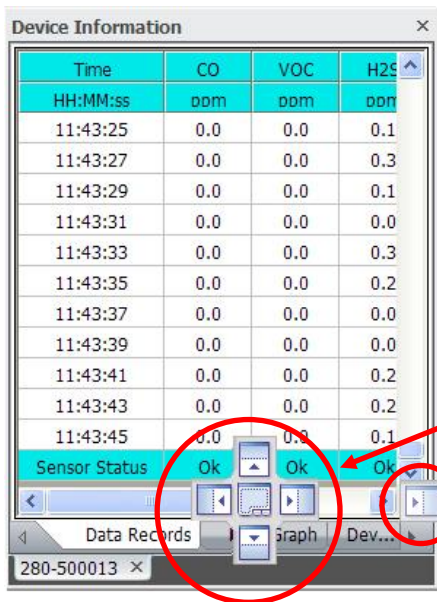 Device Information ×
Time CO VOC H2S
HH:MM:ss ppm ppm ppm
11:43:25 0.0 0.0 0.1
11:43:27 0.0 0.0 0.3
11:43:29 0.0 0.0 0.1
11:43:31 0.0 0.0 0.0
11:43:33 0.0 0.0 0.3
11:43:35 0.0 0.0 0.2
11:43:37 0.0 0.0 0.0
11:43:39 0.0 0.0 0.0
11:43:41 0.0 0.0 0.2
11:43:43 0.0 0.0 0.2
11:43:45 0.0 0.0 0.1
Sensor Status Ok Ok Ok
Data Records Graph Dev...
280-500013 ×